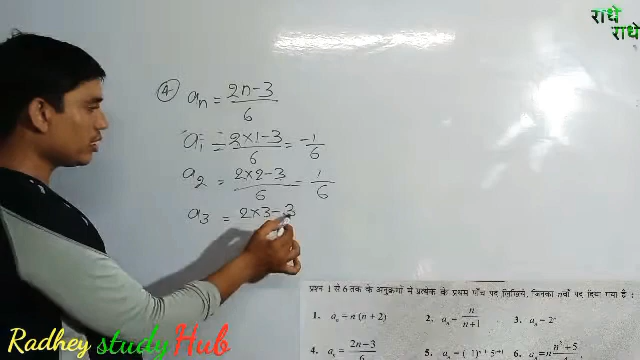 राधे
राधे
④ aₙ = (2n-3)/6
a₁ = (2×1-3)/6 = -1/6
a₂ = (2×2-3)/6 = 1/6
a₃ = 2×3-3
प्रश्न 1 से 6 तक के अनुक्रमों में प्रत्येक के प्रथम पाँच पद लिखिये, जिनका nवाँ पद दिया गया है :
1. aₙ = n(n+2) 2. aₙ = n/(n+1) 3. aₙ = 2ⁿ
4. aₙ = (2n-3)/6 5. aₙ = (-1)ⁿ⁻¹ 5ⁿ⁺¹ 6. aₙ = n (n²+5)/
Radhey study Hub